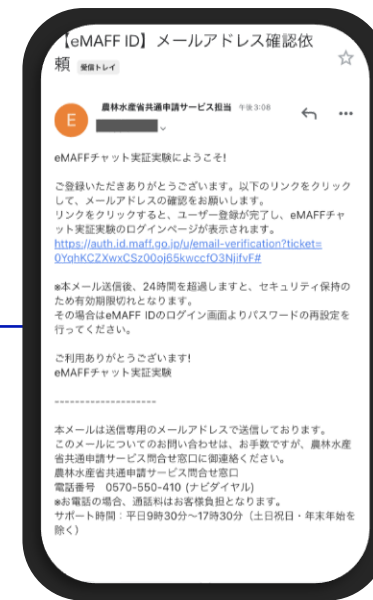 【eMAFF ID】メールアドレス確認依
頼 受信トレイ
E
農林水産省共通申請サービス担当 午後3:08
eMAFFチャット実証実験にようこそ!
ご登録いただきありがとうございます。以下のリンクをクリック
して、メールアドレスの確認をお願いします。
リンクをクリックすると、ユーザー登録が完了し、eMAFFチャ
ット実証実験のログインページが表示されます。
https://auth.id.maff.go.jp/u/email-verification?ticket=
0YqhKCZXwxCSz00oj65kwccfO3NjifvF#
※本メール送信後、24時間を超過しますと、セキュリティ保持の
ため有効期限切れとなります。
その場合はeMAFF IDのログイン画面よりパスワードの再設定を
行ってください。
ご利用ありがとうございます!
eMAFFチャット実証実験
--------------------
本メールは送信専用のメールアドレスで送信しております。
このメールについてのお問い合わせは、お手数ですが、農林水産
省共通申請サービス問合せ窓口に御連絡ください。
農林水産省共通申請サービス問合せ窓口
電話番号 0570-550-410 (ナビダイヤル)
※お電話の場合、通話料はお客様負担となります。
サポート時間：平日9時30分～17時30分（土日祝日・年末年始を
除く）